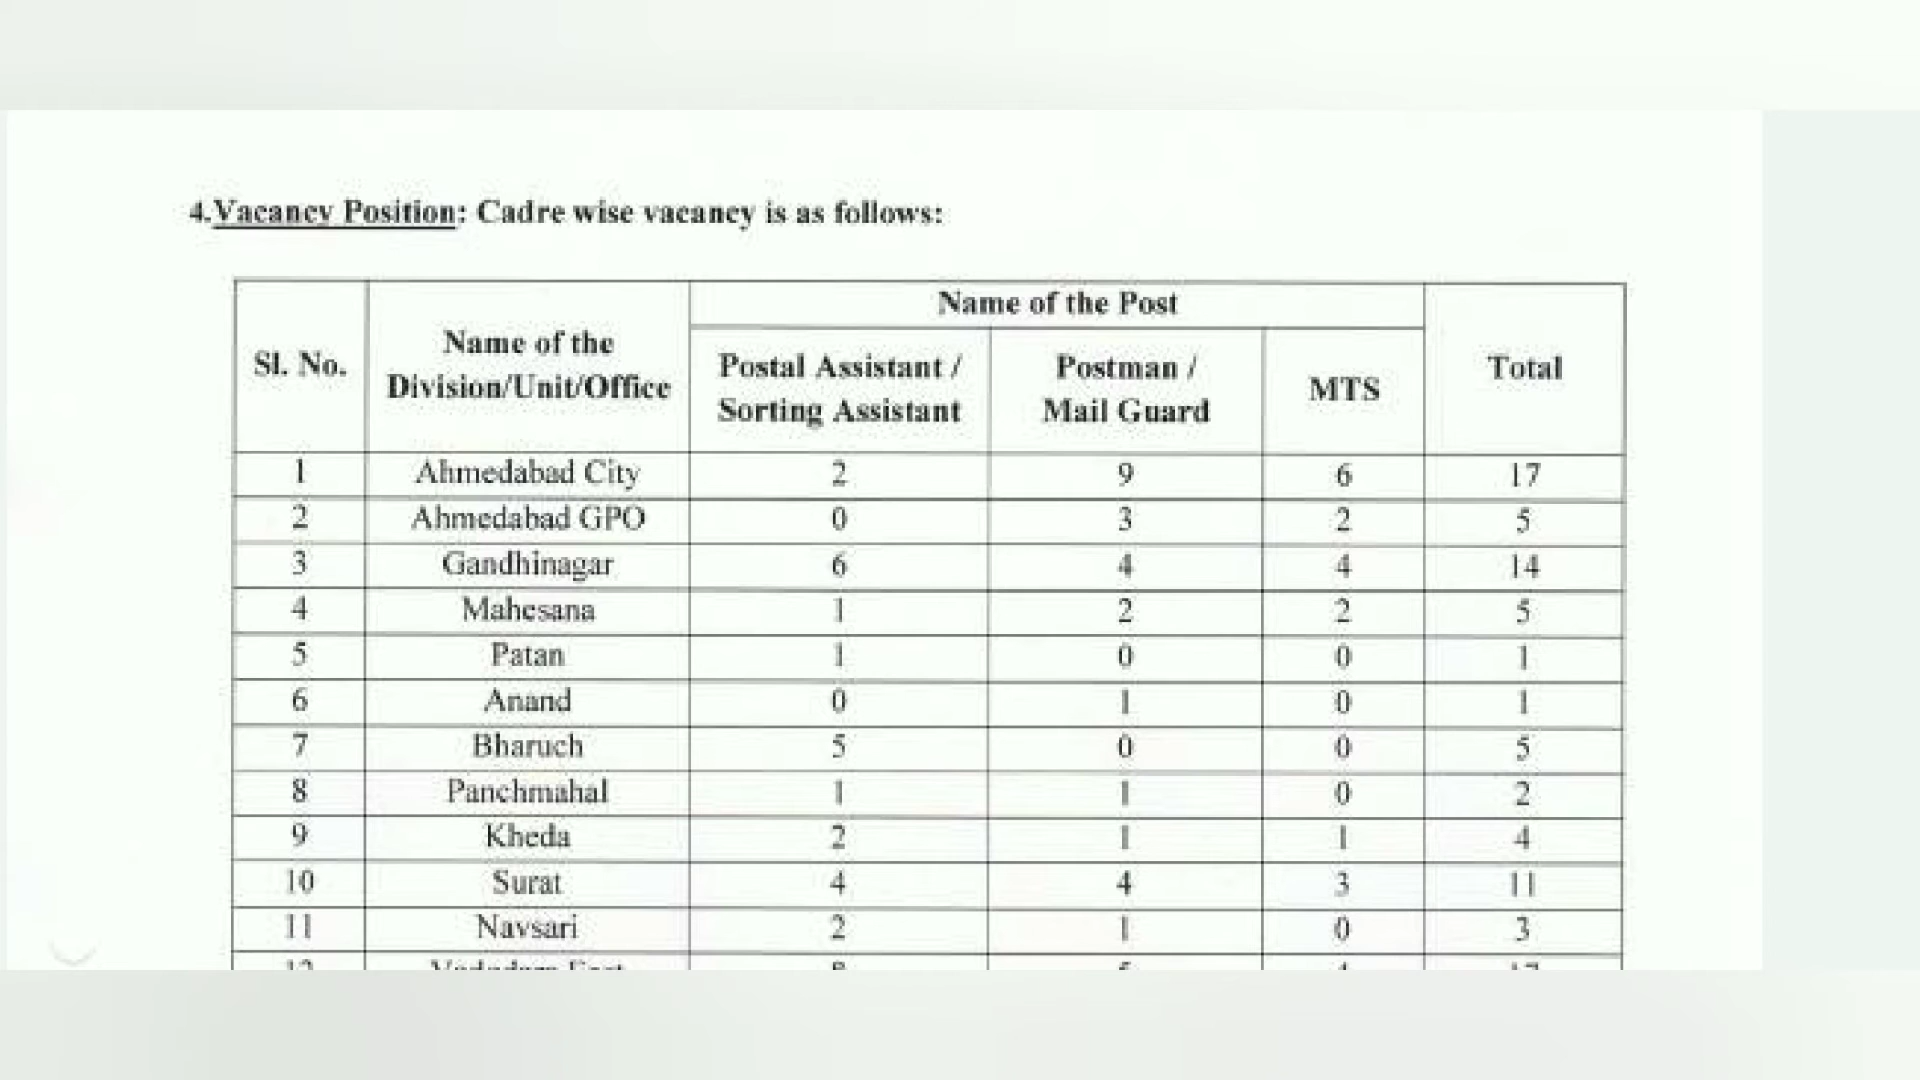 4.Vacancy Position: Cadre wise vacancy is as follows:
Sl. No. Name of the Division/Unit/Office Name of the Post Total
Postal Assistant / Sorting Assistant Postman / Mail Guard MTS
1 Ahmedabad City 2 9 6 17
2 Ahmedabad GPO 0 3 2 5
3 Gandhinagar 6 4 4 14
4 Mahesana 1 2 2 5
5 Patan 1 0 0 1
6 Anand 0 1 0 1
7 Bharuch 5 0 0 5
8 Panchmahal 1 1 0 2
9 Kheda 2 1 1 4
10 Surat 4 4 3 11
11 Navsari 2 1 0 3